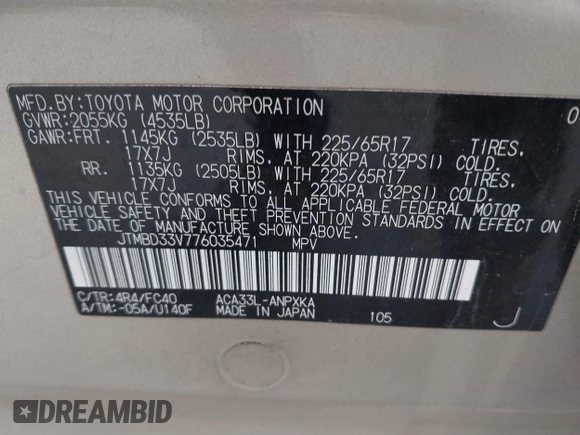 MFD.BY:TOYOTA MOTOR CORPORATION
GVWR:2055KG (4535LB)
GAWR:FRT. 1145KG (2535LB) WITH 225/65R17 TIRES,
17X7J RIMS, AT 220KPA (32PSI) COLD.
RR. 1135KG (2505LB) WITH 225/65R17 TIRES,
17X7J RIMS, AT 220KPA (32PSI) COLD.
THIS VEHICLE CONFORMS TO ALL APPLICABLE FEDERAL MOTOR
VEHICLE SAFETY AND THEFT PREVENTION STANDARDS IN EFFECT ON
THE DATE OF MANUFACTURE SHOWN ABOVE.
JTMBD33V776035471 MPV
C/TR:4R4/FC40 ACA33L-ANPXKA
A/TM:-05A/U140F MADE IN JAPAN 105
J
DREAMBID